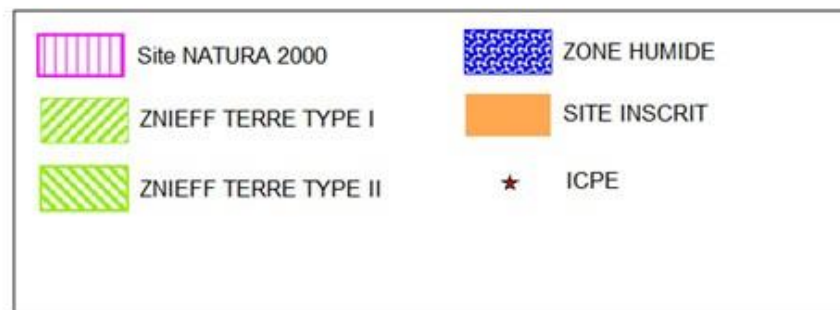 Site NATURA 2000
ZNIEFF TERRE TYPE I
ZNIEFF TERRE TYPE II
ZONE HUMIDE
SITE INSCRIT
ICPE